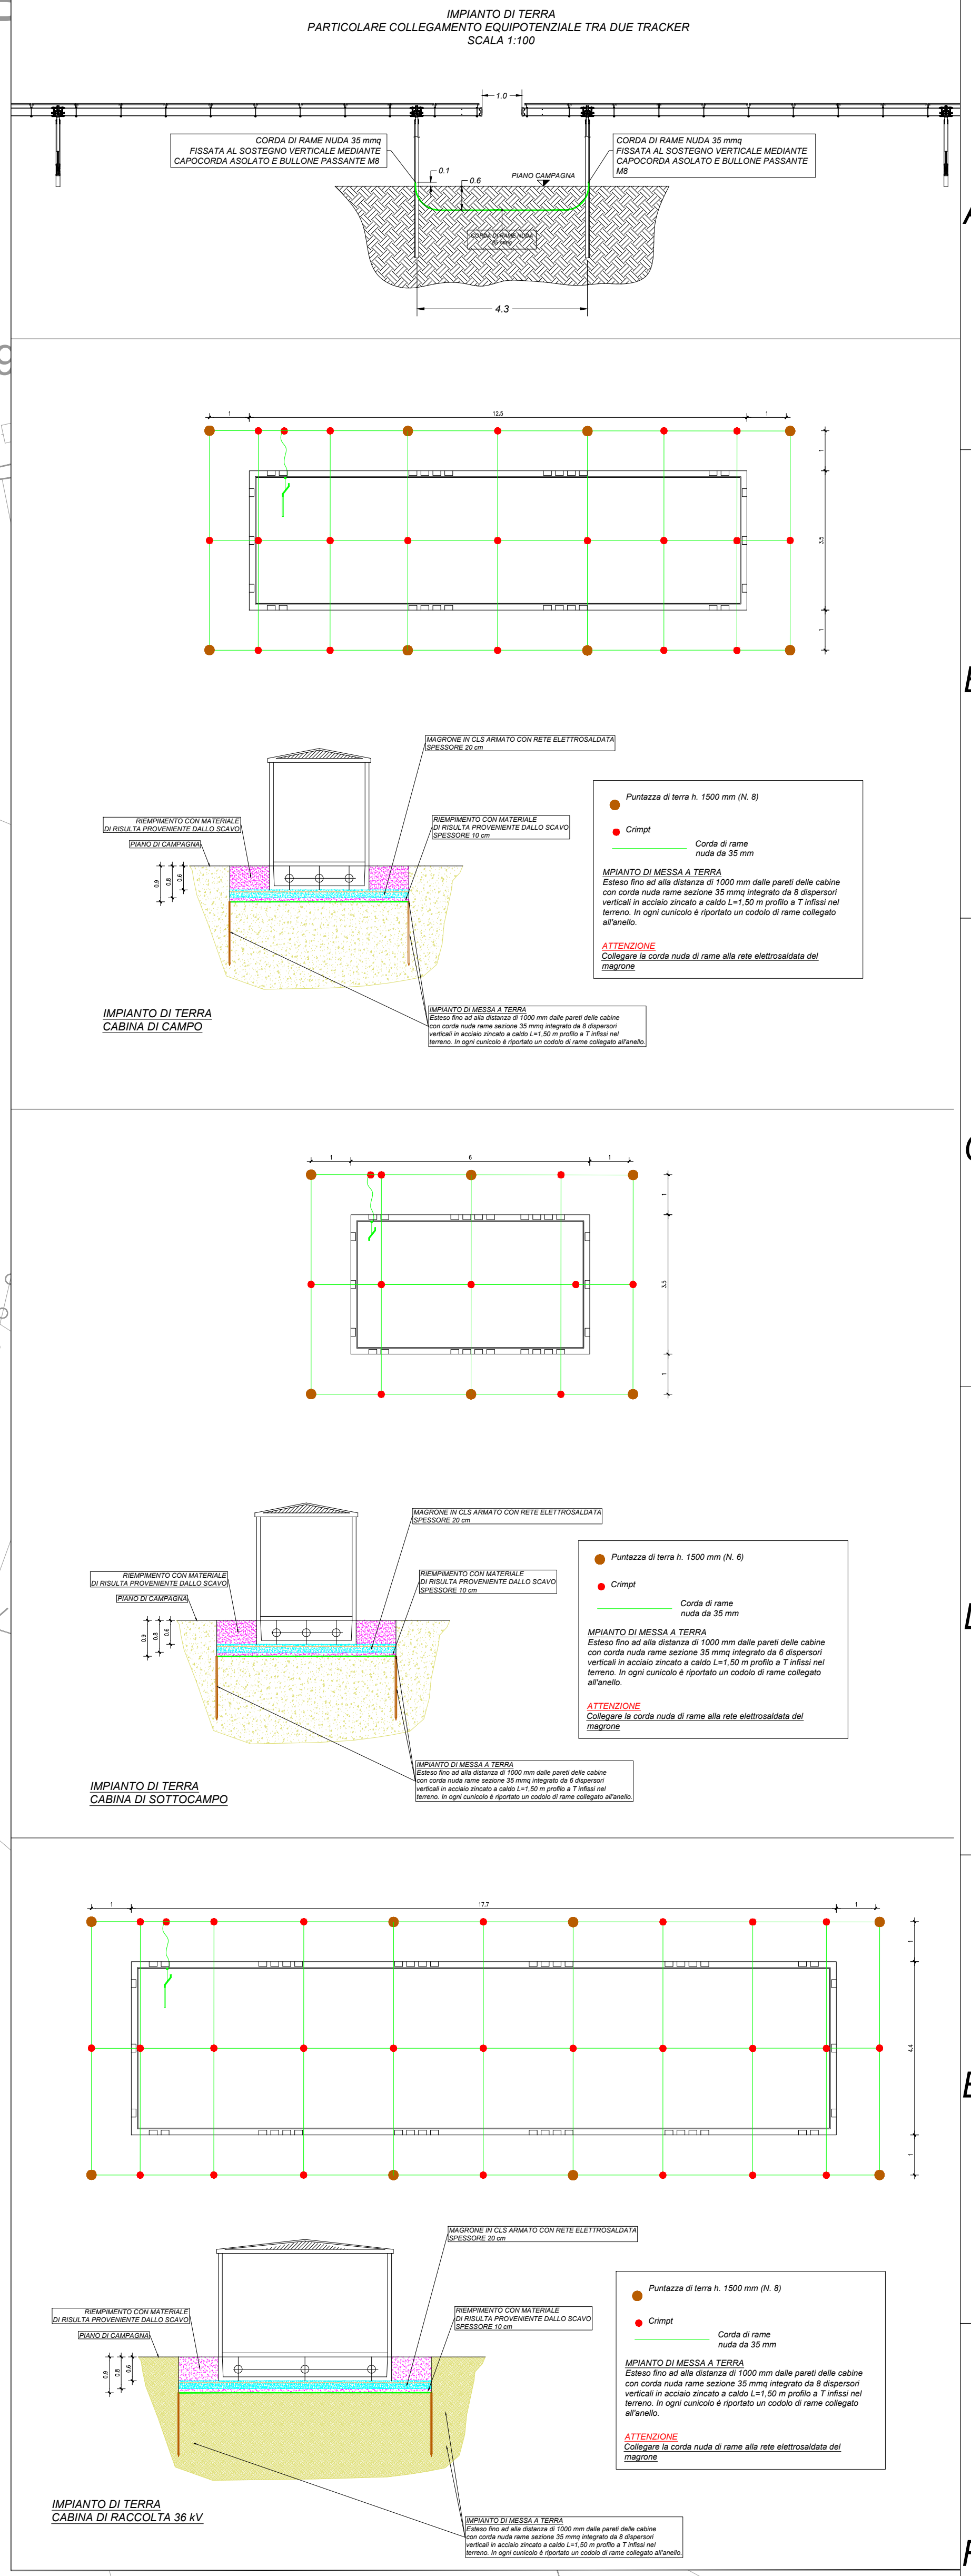 IMPIANTO DI TERRA
PARTICOLARE COLLEGAMENTO EQUIPOTENZIALE TRA DUE TRACKER
SCALA 1:100
1.0
CORDA DI RAME NUDA 35 mmq
FISSATA AL SOSTEGNO VERTICALE MEDIANTE
CAPOCORDA ASOLATO E BULLONE PASSANTE M8
CORDA DI RAME NUDA 35 mmq
FISSATA AL SOSTEGNO VERTICALE MEDIANTE
CAPOCORDA ASOLATO E BULLONE PASSANTE
M8
0.1
0.6
PIANO CAMPAGNA
CORDA DI RAME NUDA
35 mmq
4.3
1
12.5
1
1
3.5
1
MAGRONE IN CLS ARMATO CON RETE ELETTROSALDATA
SPESSORE 20 cm
RIEMPIMENTO CON MATERIALE
DI RISULTA PROVENIENTE DALLO SCAVO
RIEMPIMENTO CON MATERIALE
DI RISULTA PROVENIENTE DALLO SCAVO
SPESSORE 10 cm
PIANO DI CAMPAGNA
0.9
0.8
0.6
Puntazza di terra h. 1500 mm (N. 8)
Crimpt
Corda di rame
nuda da 35 mm
MPIANTO DI MESSA A TERRA
Esteso fino ad alla distanza di 1000 mm dalle pareti delle cabine
con corda nuda rame sezione 35 mmq integrato da 8 dispersori
verticali in acciaio zincato a caldo L=1,50 m profilo a T infissi nel
terreno. In ogni cunicolo è riportato un codolo di rame collegato
all'anello.
ATTENZIONE
Collegare la corda nuda di rame alla rete elettrosaldata del
magrone
IMPIANTO DI TERRA
CABINA DI CAMPO
IMPIANTO DI MESSA A TERRA
Esteso fino ad alla distanza di 1000 mm dalle pareti delle cabine
con corda nuda rame sezione 35 mmq integrato da 8 dispersori
verticali in acciaio zincato a caldo L=1,50 m profilo a T infissi nel
terreno. In ogni cunicolo è riportato un codolo di rame collegato all'anello.
1
6
1
1
3.5
1
MAGRONE IN CLS ARMATO CON RETE ELETTROSALDATA
SPESSORE 20 cm
RIEMPIMENTO CON MATERIALE
DI RISULTA PROVENIENTE DALLO SCAVO
RIEMPIMENTO CON MATERIALE
DI RISULTA PROVENIENTE DALLO SCAVO
SPESSORE 10 cm
PIANO DI CAMPAGNA
0.9
0.8
0.6
Puntazza di terra h. 1500 mm (N. 6)
Crimpt
Corda di rame
nuda da 35 mm
MPIANTO DI MESSA A TERRA
Esteso fino ad alla distanza di 1000 mm dalle pareti delle cabine
con corda nuda rame sezione 35 mmq integrato da 6 dispersori
verticali in acciaio zincato a caldo L=1,50 m profilo a T infissi nel
terreno. In ogni cunicolo è riportato un codolo di rame collegato
all'anello.
ATTENZIONE
Collegare la corda nuda di rame alla rete elettrosaldata del
magrone
IMPIANTO DI MESSA A TERRA
Esteso fino ad alla distanza di 1000 mm dalle pareti delle cabine
con corda nuda rame sezione 35 mmq integrato da 6 dispersori
verticali in acciaio zincato a caldo L=1,50 m profilo a T infissi nel
terreno. In ogni cunicolo è riportato un codolo di rame collegato all'anello.
IMPIANTO DI TERRA
CABINA DI SOTTOCAMPO
1
17.7
1
1
4.4
1
MAGRONE IN CLS ARMATO CON RETE ELETTROSALDATA
SPESSORE 20 cm
RIEMPIMENTO CON MATERIALE
DI RISULTA PROVENIENTE DALLO SCAVO
RIEMPIMENTO CON MATERIALE
DI RISULTA PROVENIENTE DALLO SCAVO
SPESSORE 10 cm
PIANO DI CAMPAGNA
0.9
0.8
0.6
Puntazza di terra h. 1500 mm (N. 8)
Crimpt
Corda di rame
nuda da 35 mm
MPIANTO DI MESSA A TERRA
Esteso fino ad alla distanza di 1000 mm dalle pareti delle cabine
con corda nuda rame sezione 35 mmq integrato da 8 dispersori
verticali in acciaio zincato a caldo L=1,50 m profilo a T infissi nel
terreno. In ogni cunicolo è riportato un codolo di rame collegato
all'anello.
ATTENZIONE
Collegare la corda nuda di rame alla rete elettrosaldata del
magrone
IMPIANTO DI TERRA
CABINA DI RACCOLTA 36 kV
IMPIANTO DI MESSA A TERRA
Esteso fino ad alla distanza di 1000 mm dalle pareti delle cabine
con corda nuda rame sezione 35 mmq integrato da 8 dispersori
verticali in acciaio zincato a caldo L=1,50 m profilo a T infissi nel
terreno. In ogni cunicolo è riportato un codolo di rame collegato all'anello.